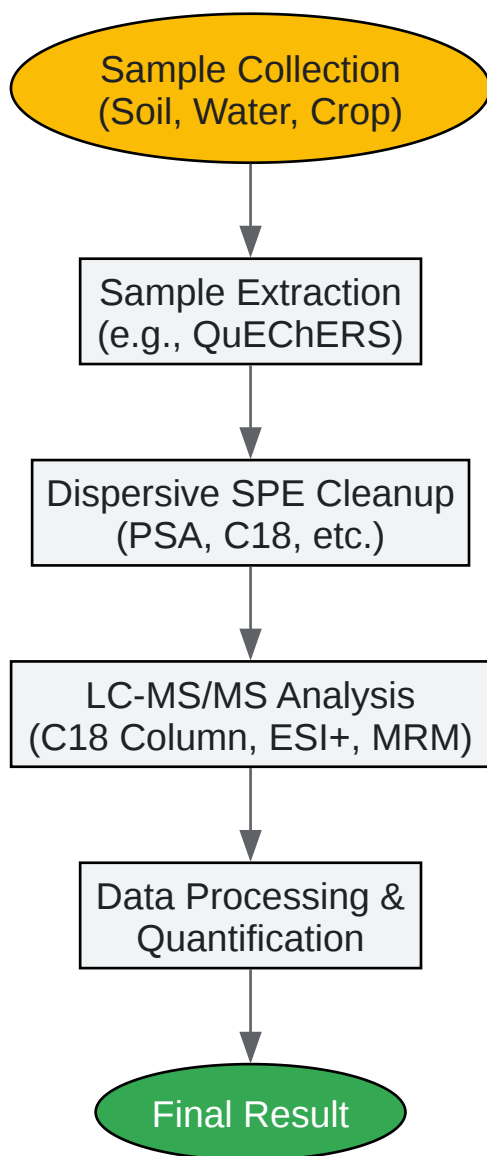 Sample Collection
(Soil, Water, Crop)
Sample Extraction
(e.g., QuEChERS)
Dispersive SPE Cleanup
(PSA, C18, etc.)
LC-MS/MS Analysis
(C18 Column, ESI+, MRM)
Data Processing &
Quantification
Final Result